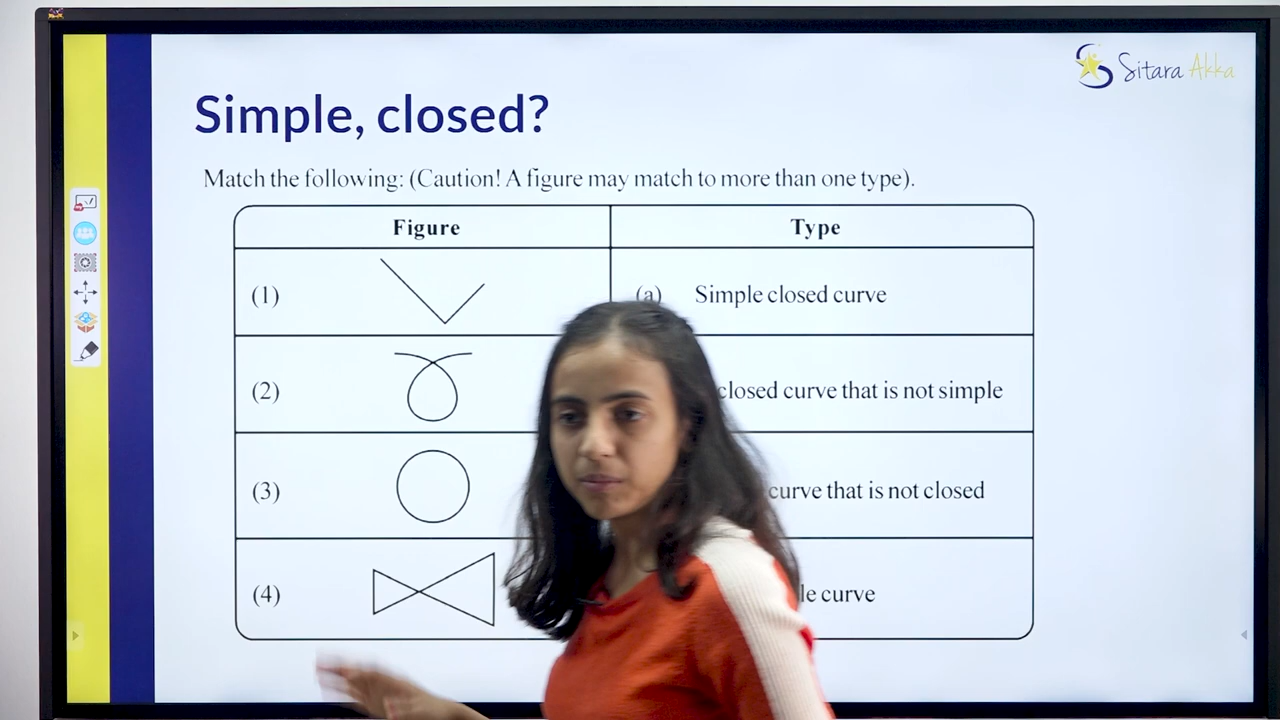 Sitara Akka
Simple, closed?
Match the following: (Caution! A figure may match to more than one type).
Figure Type
(1) (a) Simple closed curve
(2) closed curve that is not simple
(3) curve that is not closed
(4) curve